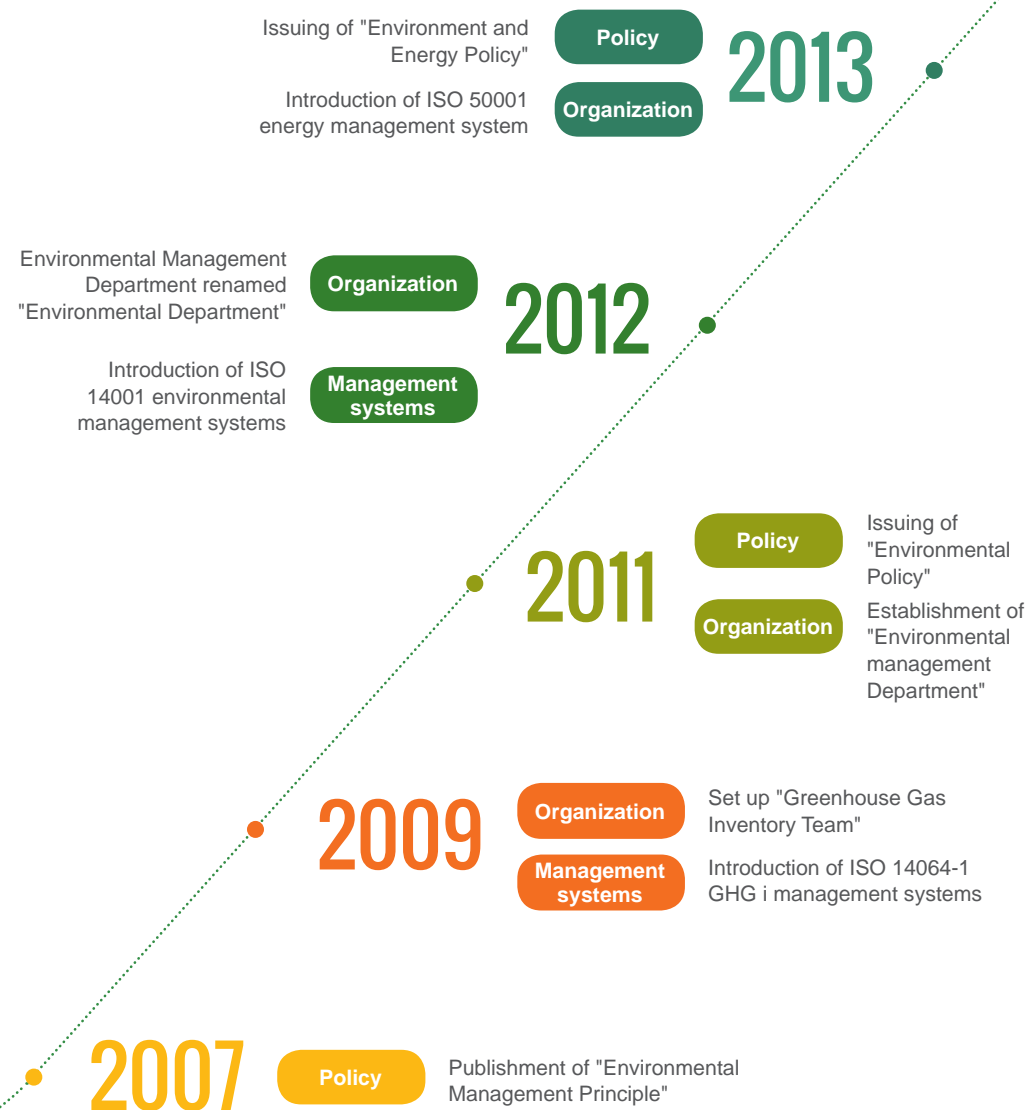 Issuing of "Environment and
Energy Policy"
Policy
2013
Introduction of ISO 50001
energy management system
Organization
Environmental Management
Department renamed
"Environmental Department"
Organization
2012
Introduction of ISO
14001 environmental
management systems
Management
systems
2011
Policy
Issuing of
"Environmental
Policy"
Organization
Establishment of
"Environmental
management
Department"
2009
Organization
Set up "Greenhouse Gas
Inventory Team"
Management
systems
Introduction of ISO 14064-1
GHG i management systems
2007
Policy
Publishment of "Environmental
Management Principle"